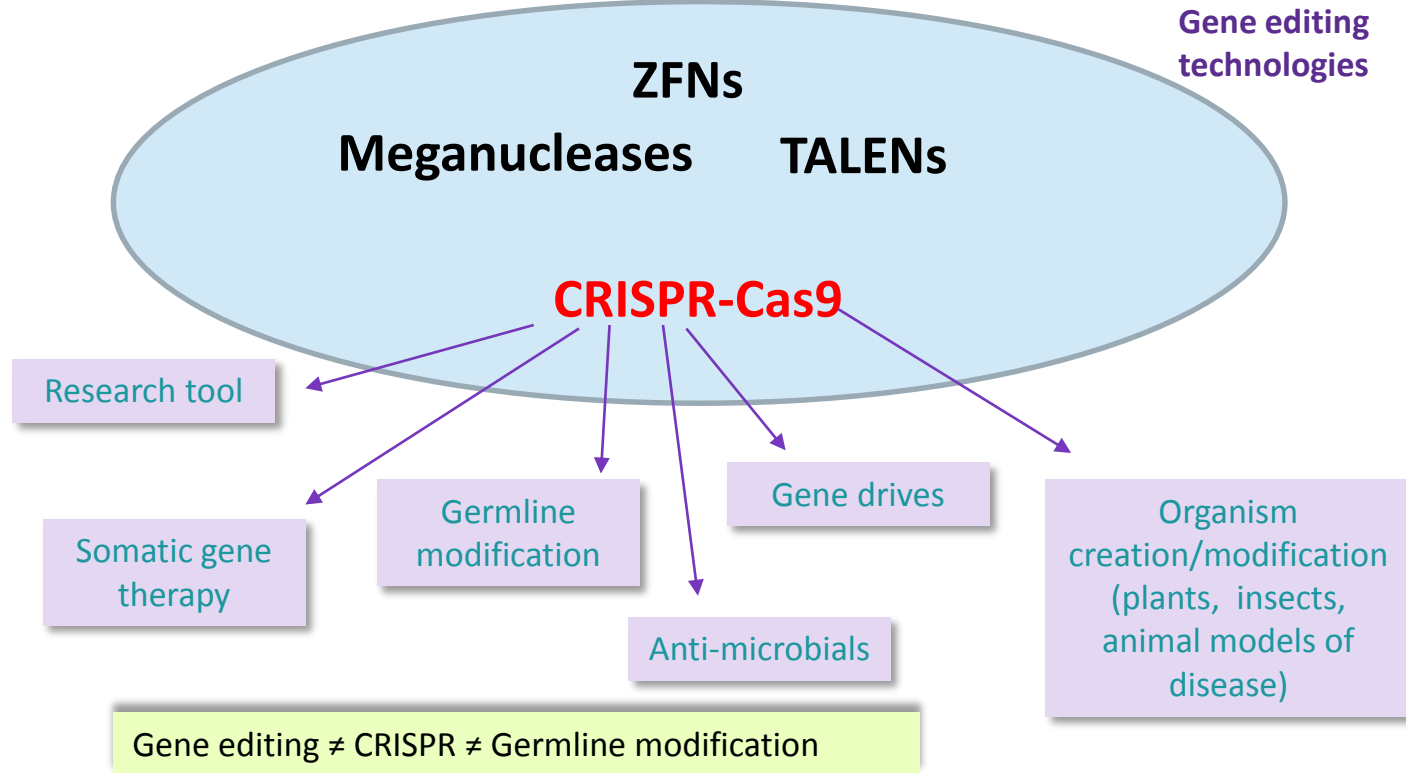 Gene editing
technologies
ZFNs
Meganucleases
TALENs
CRISPR-Cas9
Research tool
Somatic gene
therapy
Germline
modification
Anti-microbials
Gene drives
Organism
creation/modification
(plants, insects,
animal models of
disease)
Gene editing ≠ CRISPR ≠ Germline modification